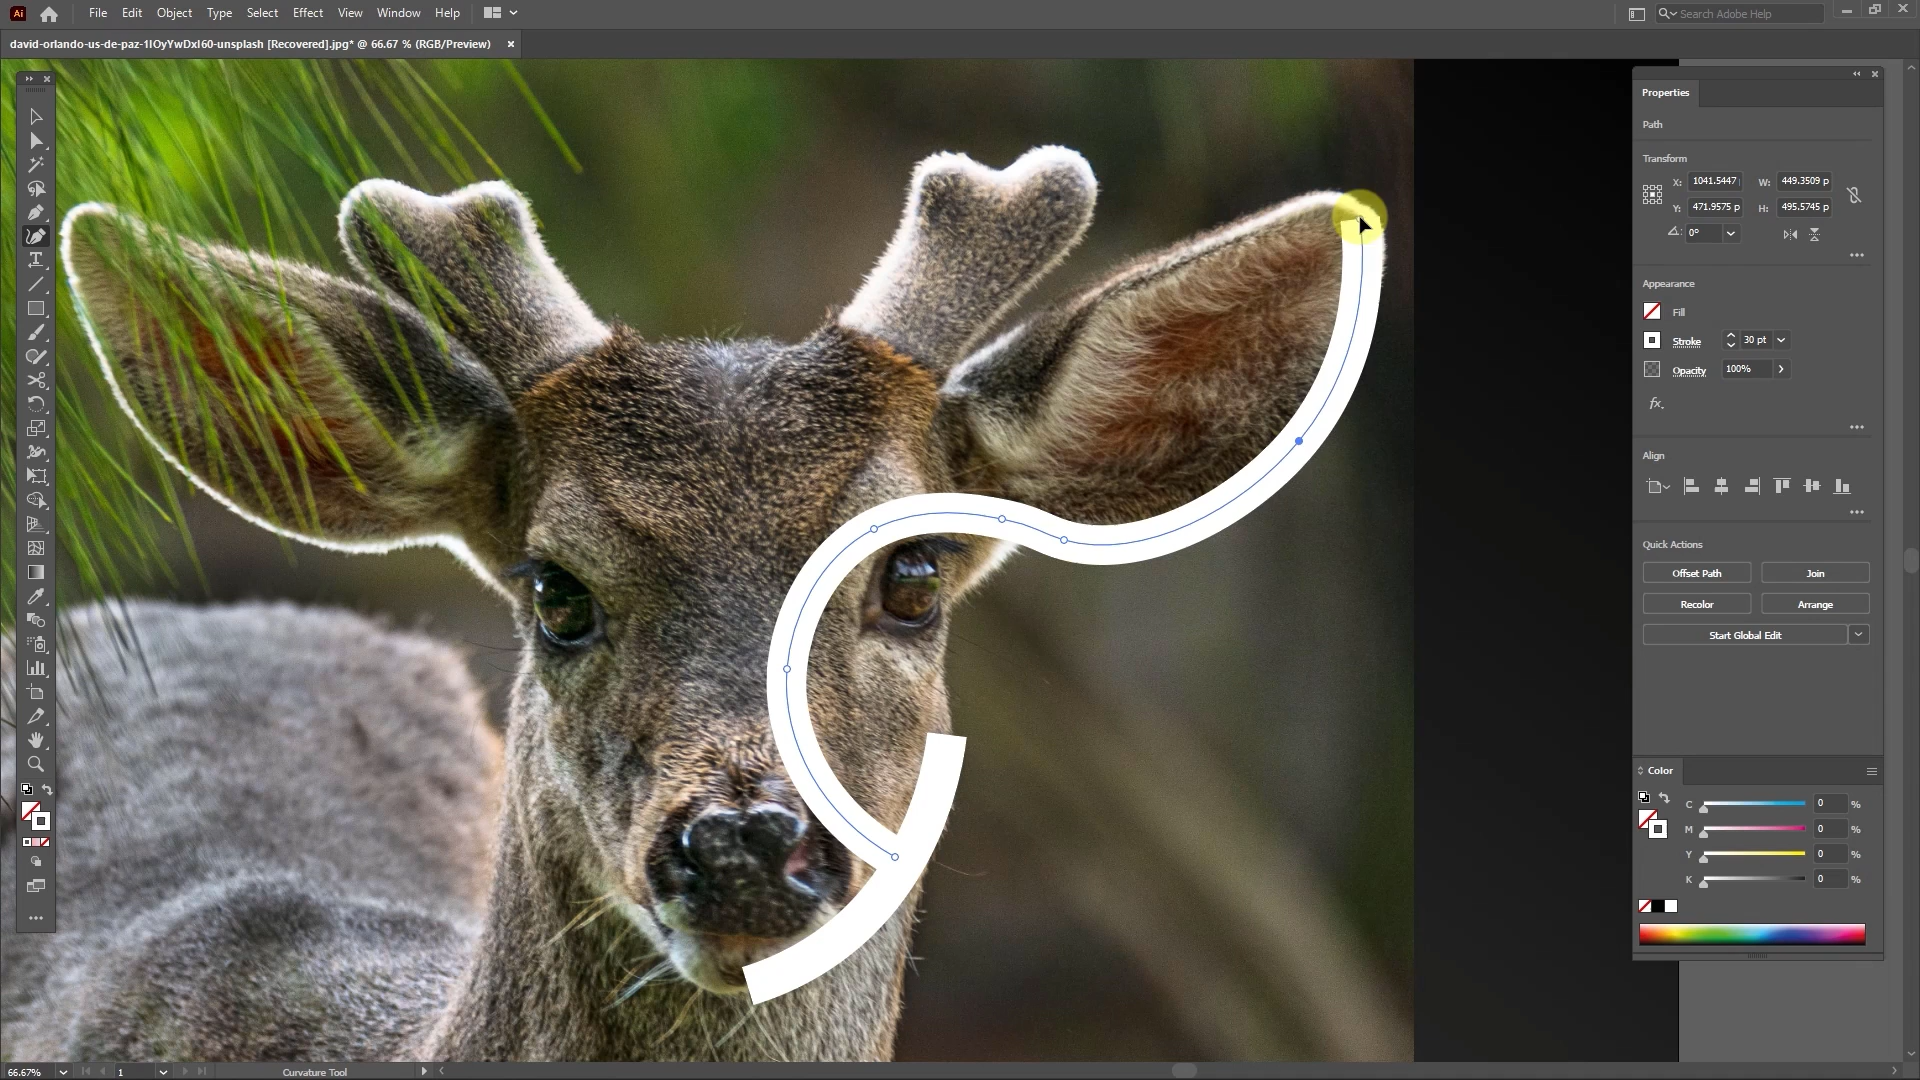 Ai File Edit Object Type Select Effect View Window Help Search Adobe Help
david-orlando-us-de-paz-1IOyYwDxI60-unsplash [Recovered].jpg* @ 66.67 % (RGB/Preview) ×
Properties
Path
Transform
X: 1041.5447 W: 449.3509 p
Y: 471.9575 p H: 495.5745 p
0°
Appearance
Fill
Stroke 30 pt
Opacity 100%
fx.
Align
Quick Actions
Offset Path Join
Recolor Arrange
Start Global Edit
Color
C 0 %
M 0 %
Y 0 %
K 0 %
66.67% 1 Curvature Tool